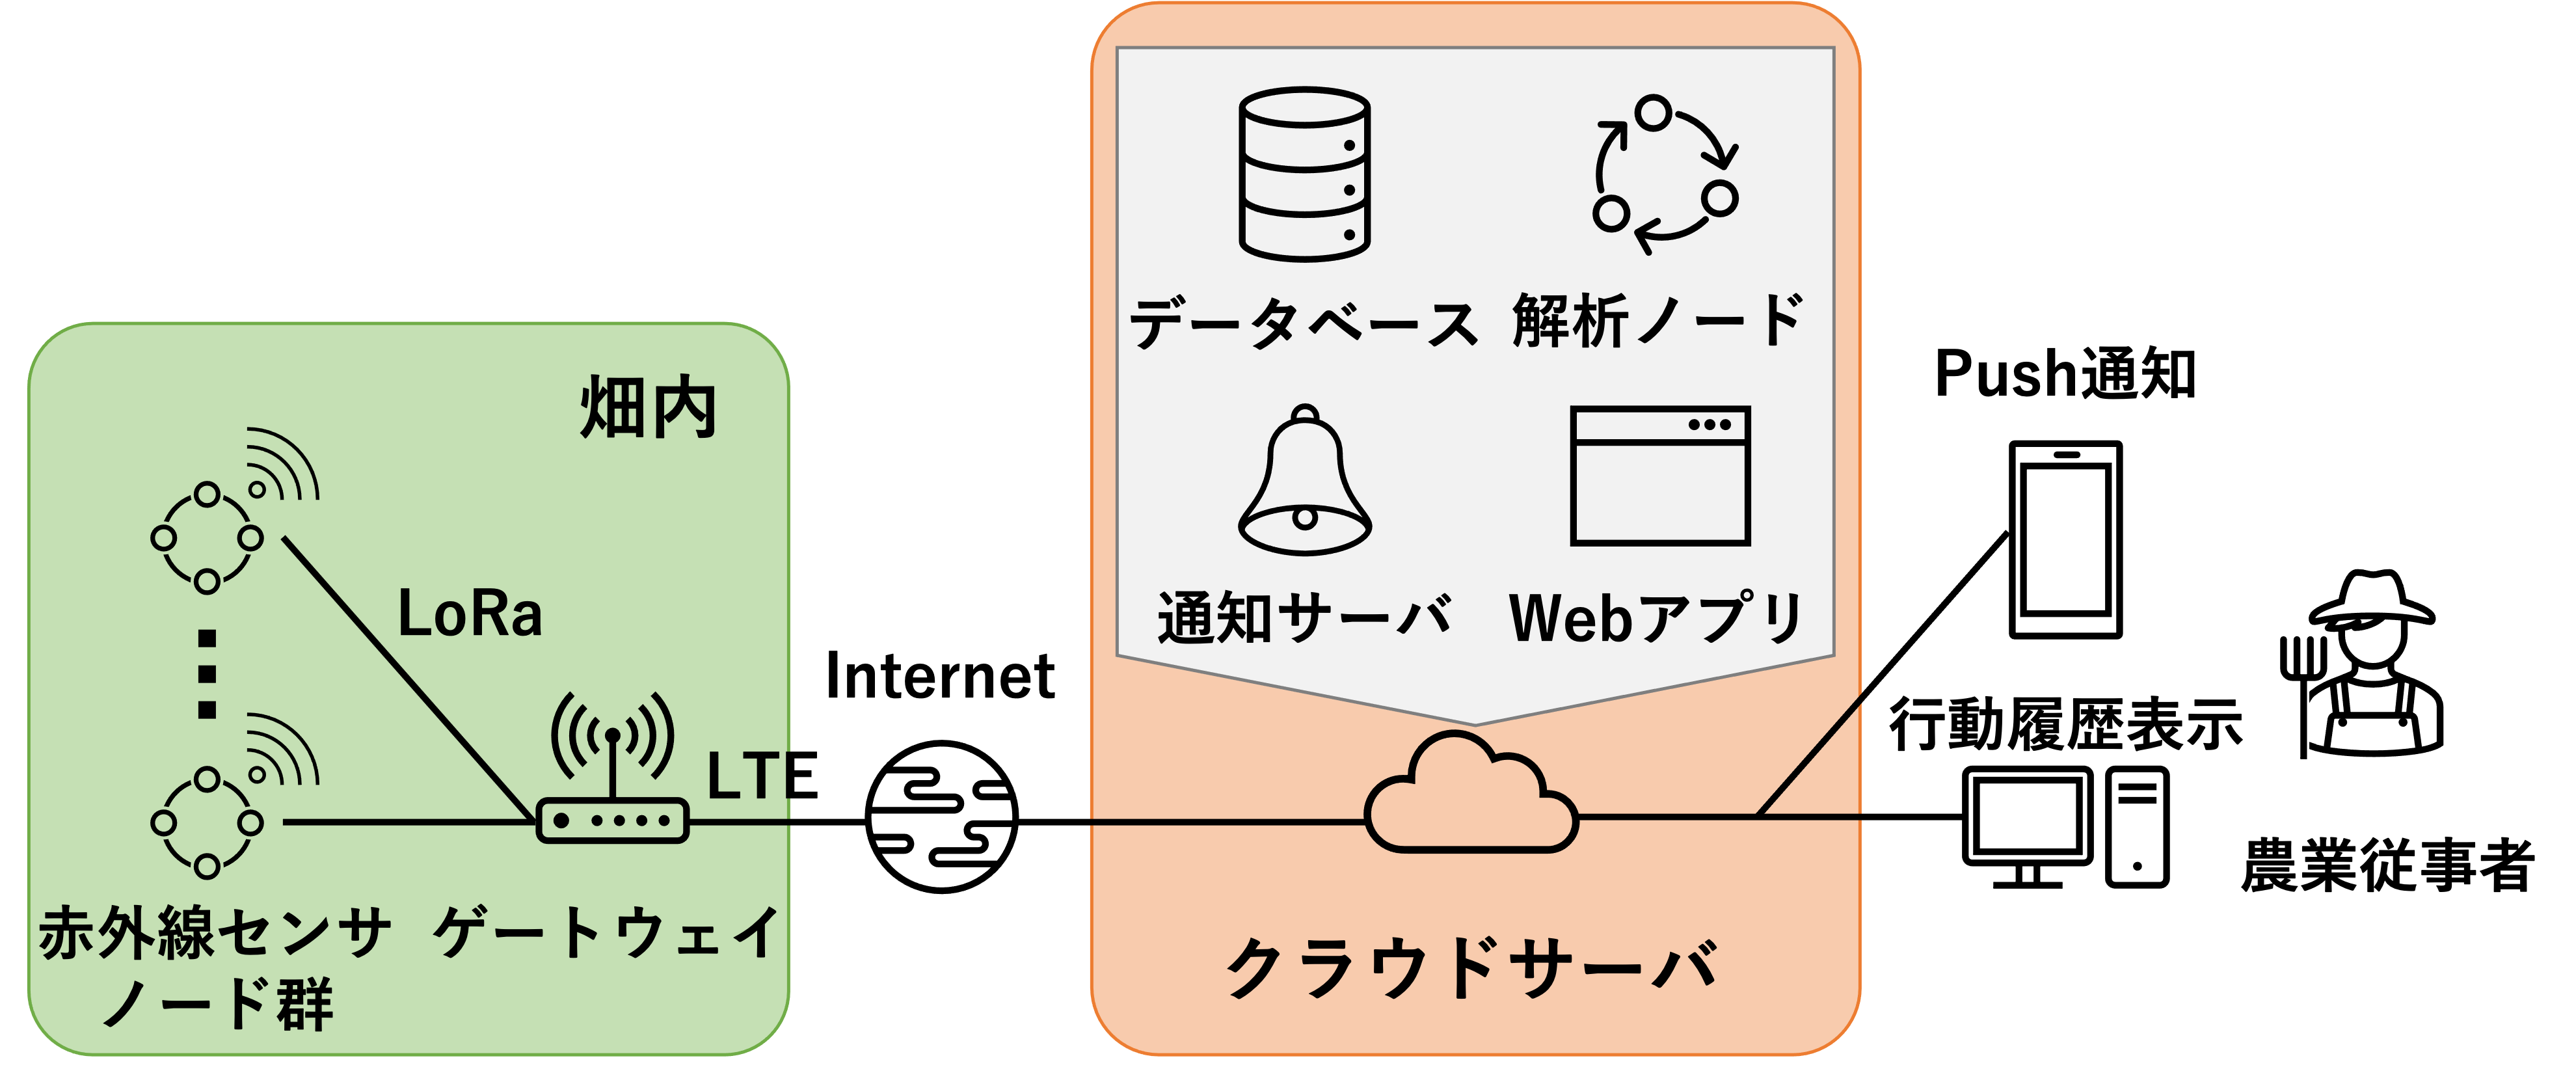 畑内
LoRa
LTE
赤外線センサ
ノード群
ゲートウェイ
Internet
データベース
解析ノード
通知サーバ
Webアプリ
クラウドサーバ
Push通知
行動履歴表示
農業従事者